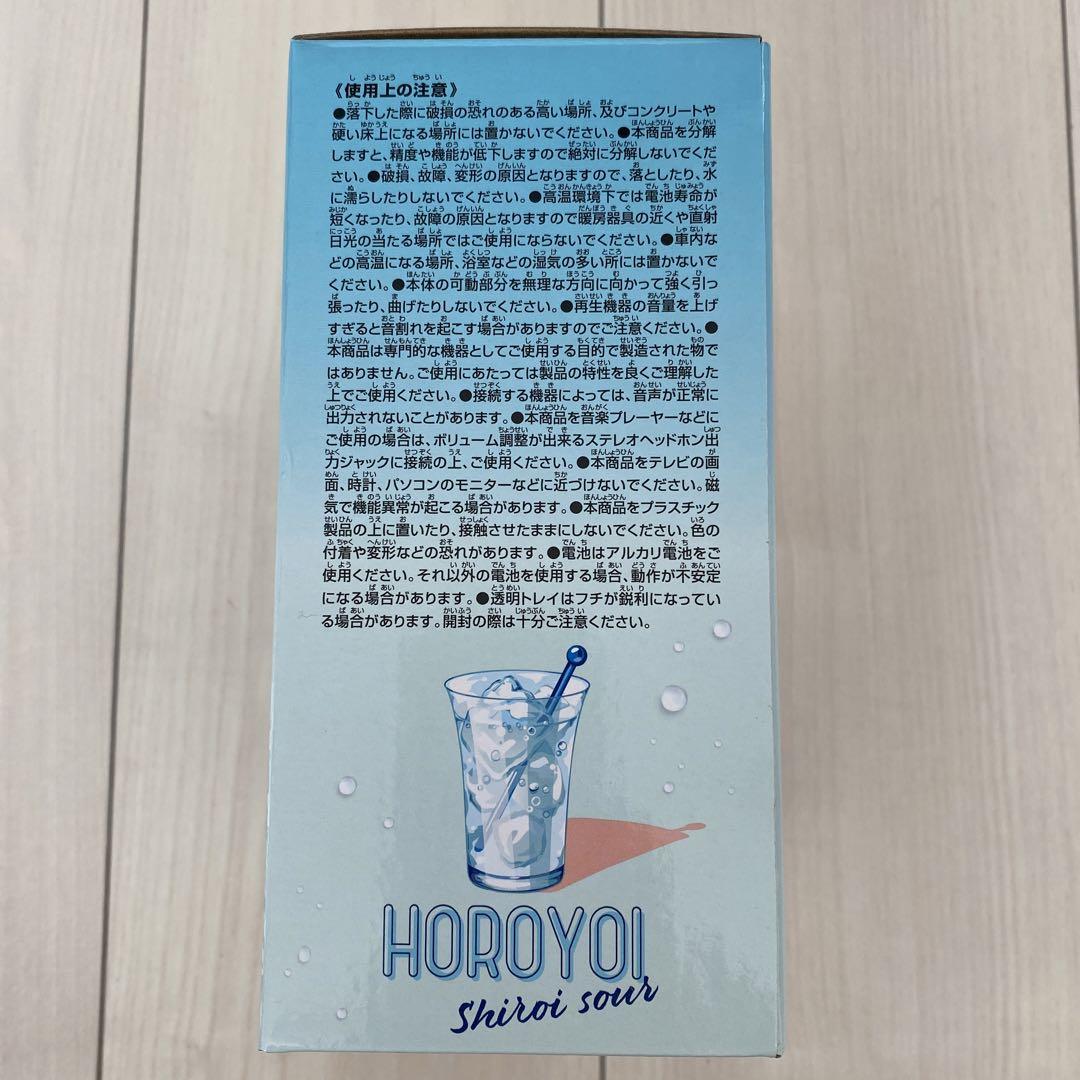 《使用上の注意》
●落下した際に破損の恐れのある高い場所、及びコンクリートや
硬い床上になる場所には置かないでください。●本商品を分解
しますと、精度や機能が低下しますので絶対に分解しないでくだ
さい。●破損、故障、変形の原因となりますので、落としたり、水
に濡らしたりしないでください。●高温環境下では電池寿命が
短くなったり、故障の原因となりますので暖房器具の近くや直射
日光の当たる場所ではご使用にならないでください。●車内な
どの高温になる場所、浴室などの湿気の多い所には置かないで
ください。●本体の可動部分を無理な方向に向かって強く引っ
張ったり、曲げたりしないでください。●再生機器の音量を上げ
すぎると音割れを起こす場合がありますのでご注意ください。●
本商品は専門的な機器としてご使用する目的で製造された物で
はありません。ご使用にあたっては製品の特性を良くご理解した
上でご使用ください。●接続する機器によっては、音声が正常に
出力されないことがあります。●本商品を音楽プレーヤーなどに
ご使用の場合は、ボリューム調整が出来るステレオヘッドホン出
力ジャックに接続の上、ご使用ください。●本商品をテレビの画
面、時計、パソコンのモニターなどに近づけないでください。磁
気で機能異常が起こる場合があります。●本商品をプラスチック
製品の上に置いたり、接触させたままにしないでください。色の
付着や変形などの恐れがあります。●電池はアルカリ電池をご
使用ください。それ以外の電池を使用する場合、動作が不安定
になる場合があります。●透明トレイはフチが鋭利になってい
る場合があります。開封の際は十分ご注意ください。
HOROYOI
Shiroi sour